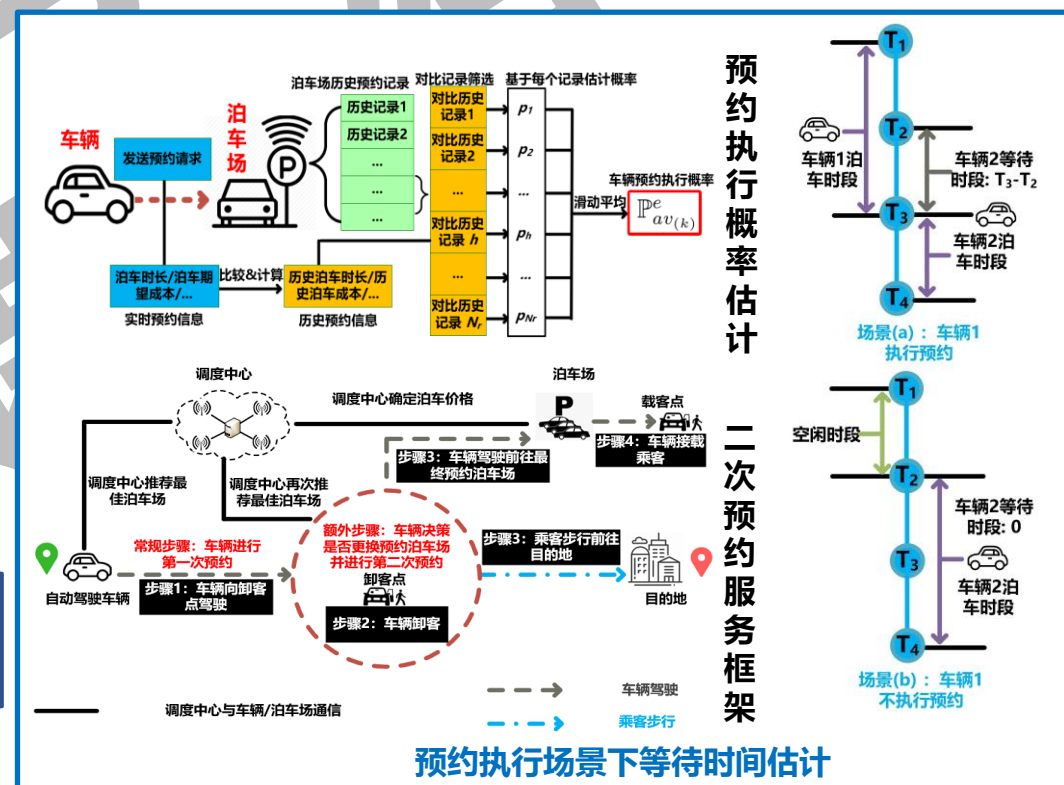 泊车场历史预约记录
对比记录筛选
基于每个记录估计概率
车辆
泊
车
场
发送预约请求
P
历史记录1
历史记录2
...
...
...
对比历史
记录1
对比历史
记录2
...
对比历史
记录 h
...
对比历史
记录 Nr
p1
p2
...
ph
...
pNr
滑动平均
车辆预约执行概率
ℙ^e_{av(k)}
泊车时长/泊车期
望成本/...
比较&计算
历史泊车时长/历
史泊车成本/...
实时预约信息
历史预约信息
预
约
执
行
概
率
估
计
T1
T2
T3
T4
车辆1泊
车时段
车辆2等待
时段: T3-T2
车辆2泊
车时段
场景(a)：车辆1
执行预约
调度中心
调度中心确定泊车价格
泊车场
P
载客点
步骤3：车辆驾驶前往最
终预约泊车场
步骤4：车辆接载
乘客
调度中心推荐最
佳泊车场
调度中心再次推
荐最佳泊车场
常规步骤：车辆进行
第一次预约
额外步骤：车辆决策
是否更换预约泊车场
并进行第二次预约
步骤3：乘客步行前往
目的地
自动驾驶车辆
步骤1：车辆向卸客
点驾驶
卸客点
步骤2：车辆卸客
目的地
调度中心与车辆/泊车场通信
车辆驾驶
乘客步行
二
次
预
约
服
务
框
架
T1
T2
T3
T4
空闲时段
车辆2等待
时段: 0
车辆2泊
车时段
场景(b)：车辆1
不执行预约
预约执行场景下等待时间估计